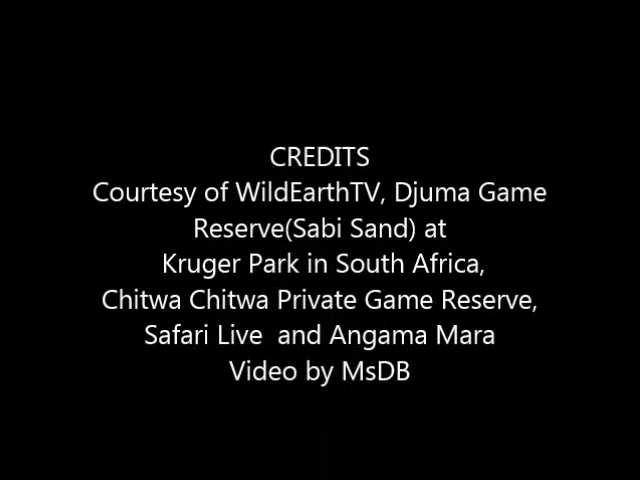 CREDITS
Courtesy of WildEarthTV, Djuma Game
Reserve(Sabi Sand) at
Kruger Park in South Africa,
Chitwa Chitwa Private Game Reserve,
Safari Live  and Angama Mara
Video by MsDB